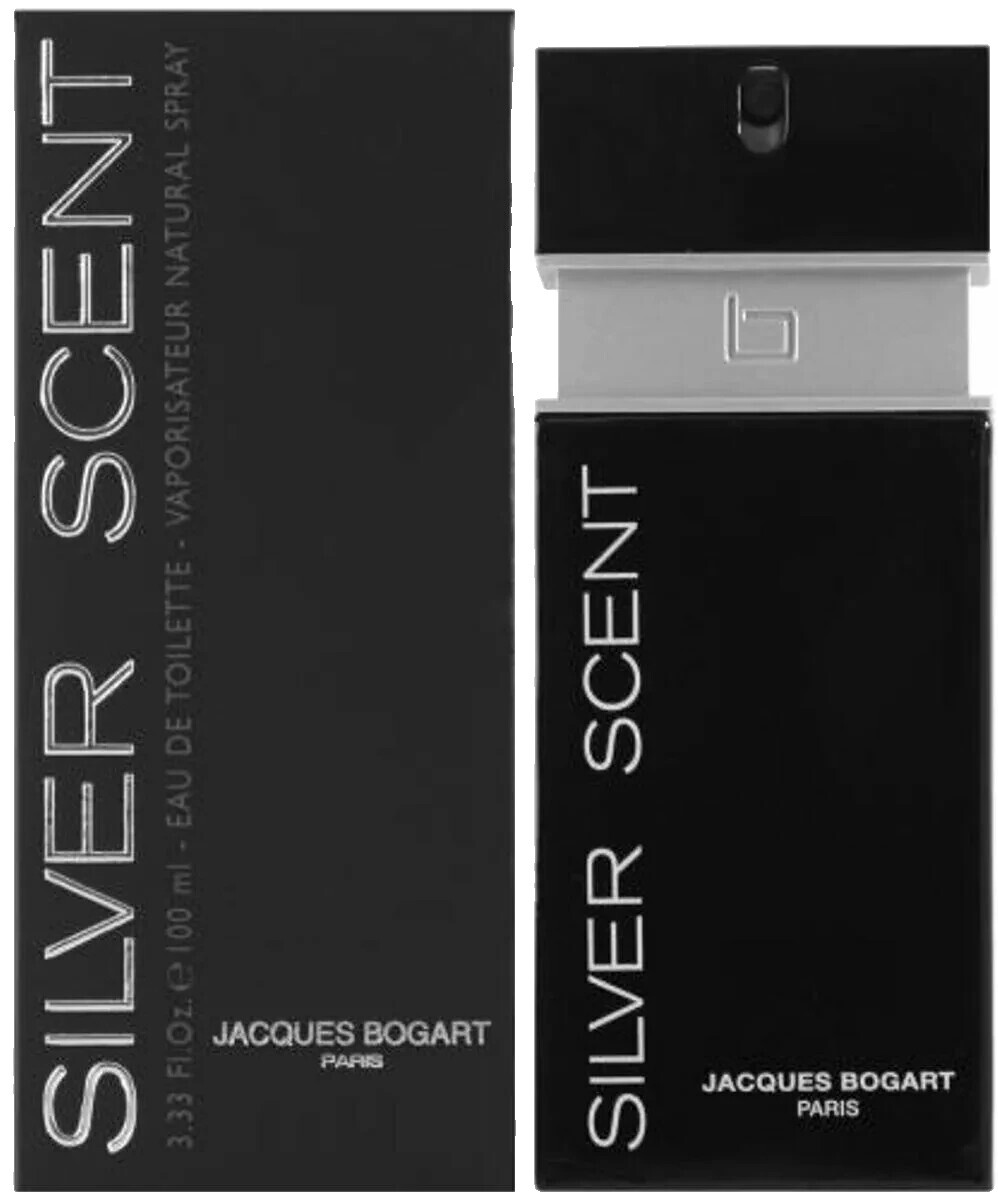 SILVER SCENT
3.33 Fl.Oz. ℮ 100 ml - EAU DE TOILETTE - VAPORISATEUR NATURAL SPRAY
JACQUES BOGART
PARIS
b
SILVER SCENT
JACQUES BOGART
PARIS